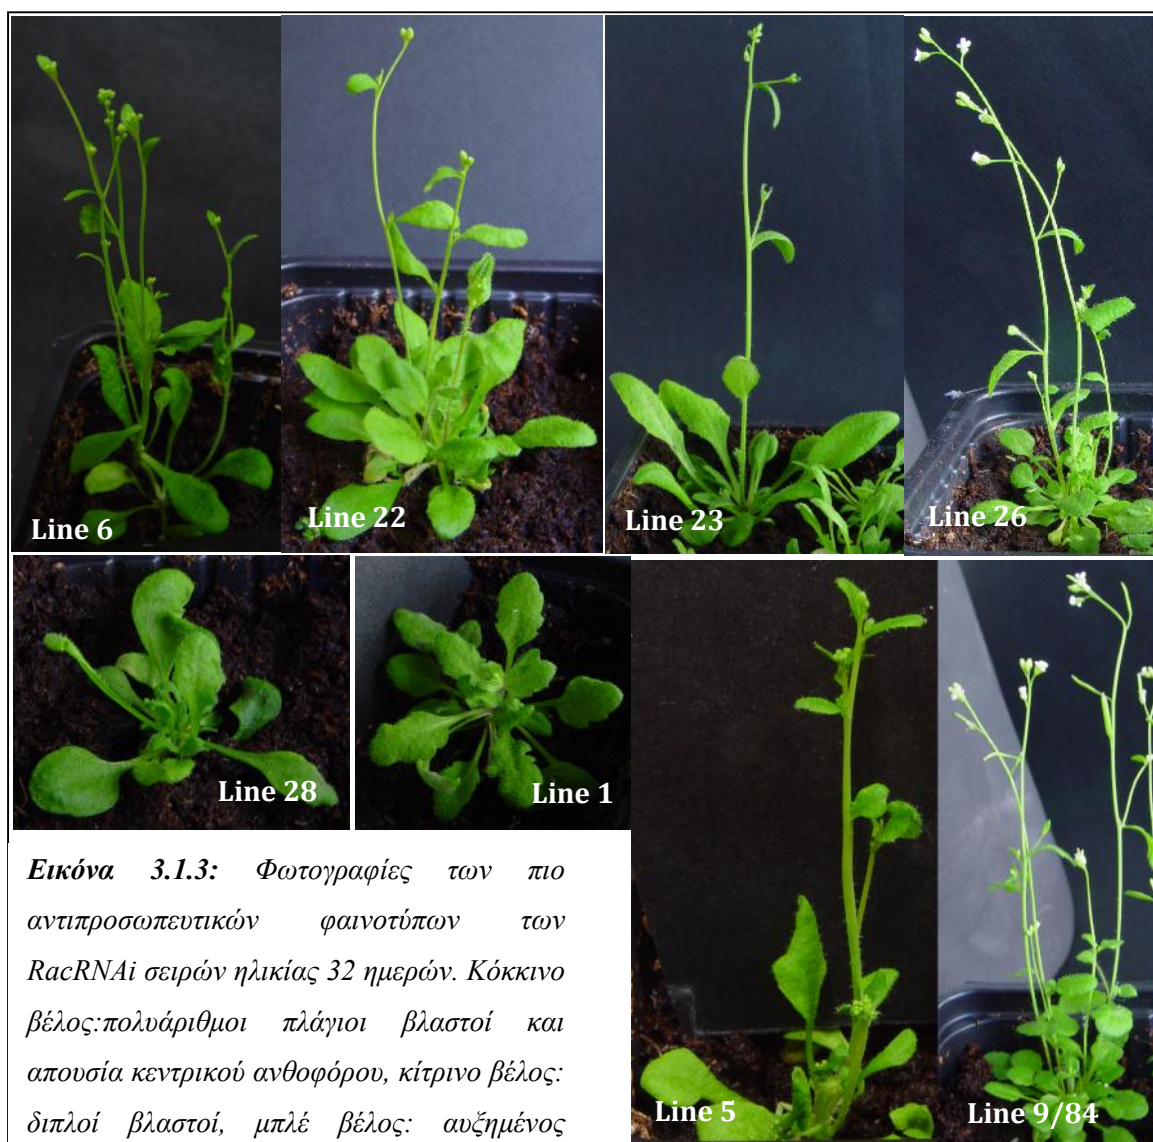 Line 6
Line 22
Line 23
Line 26
Line 28
Line 1
Line 5
Line 9/84
Εικόνα 3.1.3: Φωτογραφίες των πιο
αντιπροσωπευτικών φαινοτύπων των
RacRNAi σειρών ηλικίας 32 ημερών. Κόκκινο
βέλος:πολυάριθμοι πλάγιοι βλαστοί και
απουσία κεντρικού ανθοφόρου, κίτρινο βέλος:
διπλοί βλαστοί, μπλέ βέλος: αυξημένος